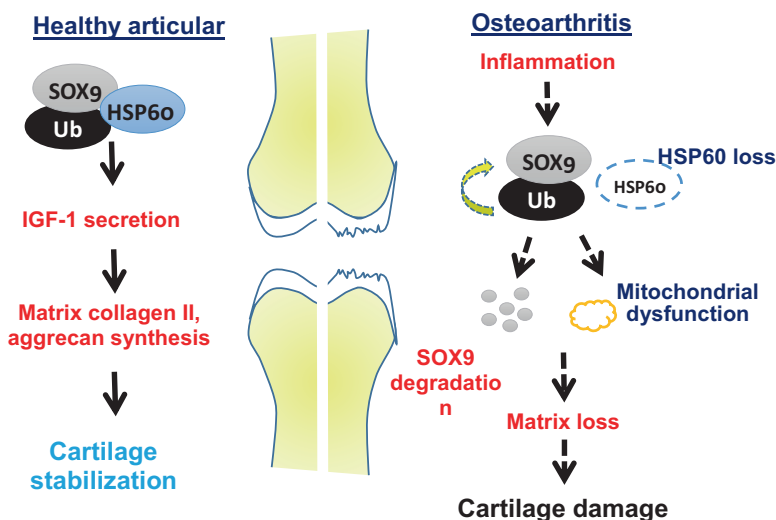 Healthy articular
SOX9
HSP6o
Ub
IGF-1 secretion
Matrix collagen II,
aggrecan synthesis
Cartilage
stabilization
Osteoarthritis
Inflammation
SOX9
HSP60 loss
HSP6o
Ub
Mitochondrial
dysfunction
SOX9
degradatio
n
Matrix loss
Cartilage damage